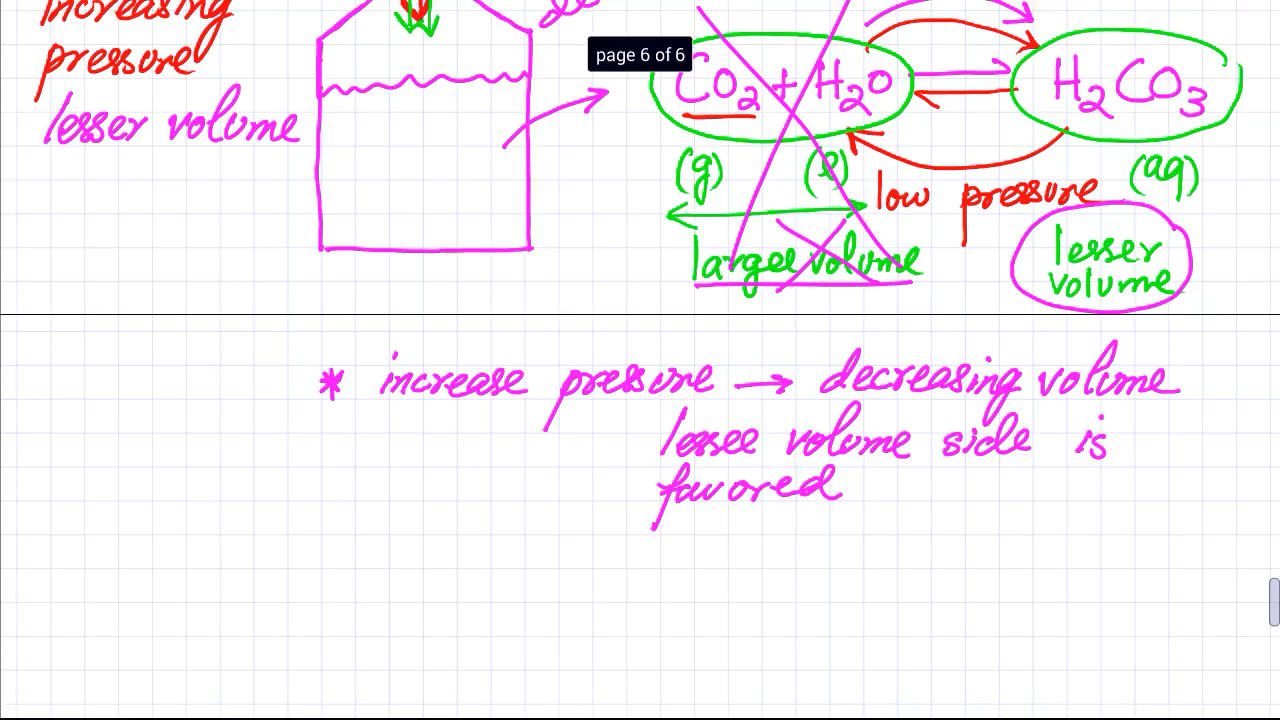 increasing
pressure
lesser volume
page 6 of 6
CO2 + H2O
H2CO3
(g)
(l)
(aq)
low pressure
larger volume
lesser
volume
* increase pressure → decreasing volume
lesser volume side is
favored